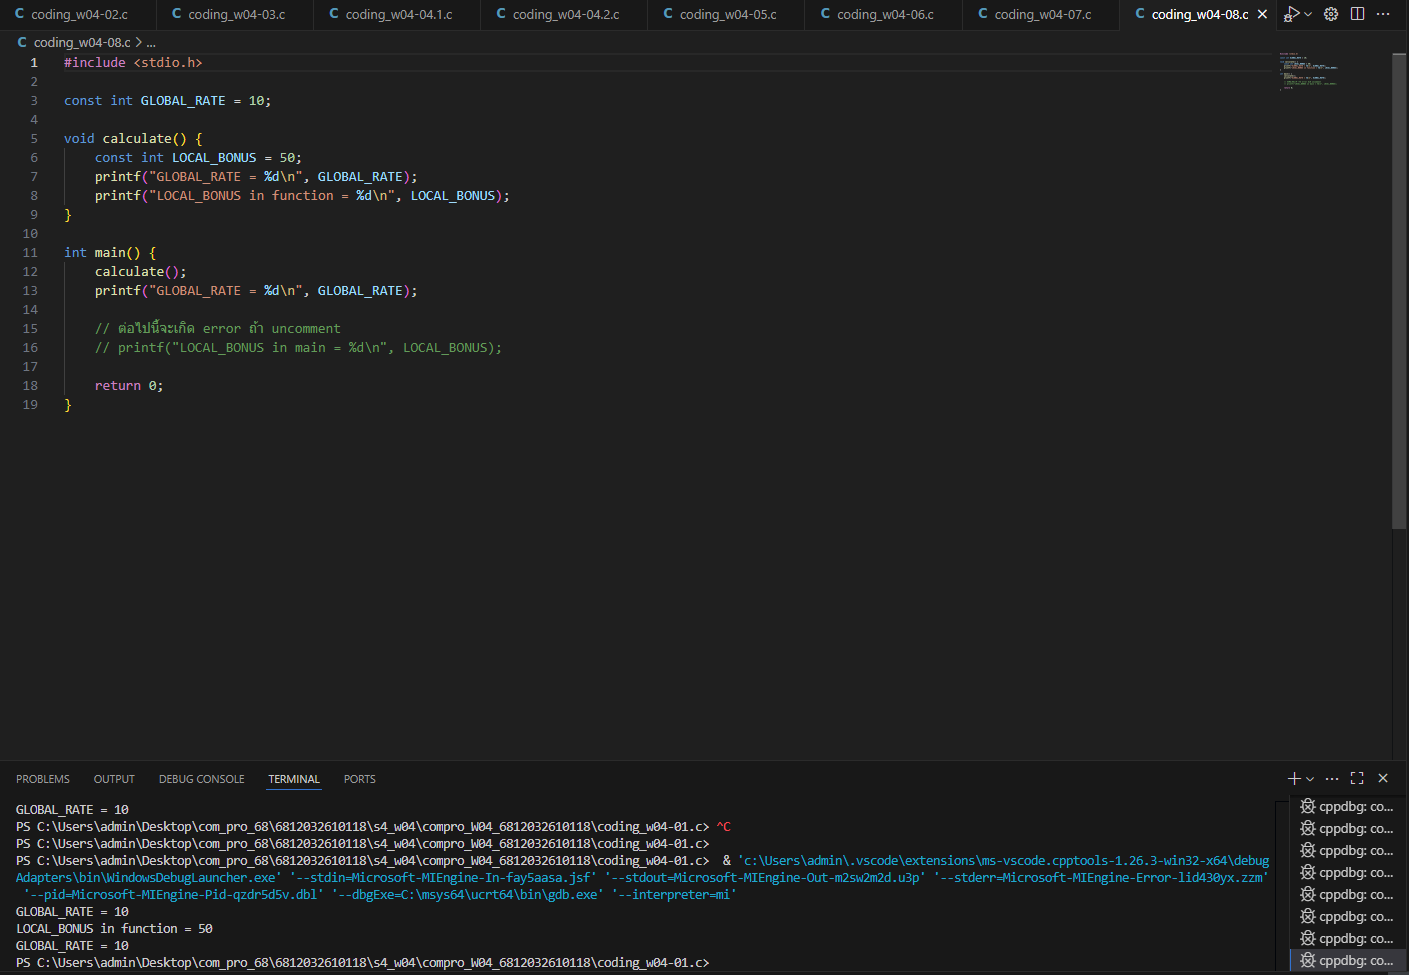 coding_w04-02.c coding_w04-03.c coding_w04-04.1.c coding_w04-04.2.c coding_w04-05.c coding_w04-06.c coding_w04-07.c coding_w04-08.c
coding_w04-08.c > ...
1 #include <stdio.h>
2
3 const int GLOBAL_RATE = 10;
4
5 void calculate() {
6     const int LOCAL_BONUS = 50;
7     printf("GLOBAL_RATE = %d\n", GLOBAL_RATE);
8     printf("LOCAL_BONUS in function = %d\n", LOCAL_BONUS);
9 }
10
11 int main() {
12     calculate();
13     printf("GLOBAL_RATE = %d\n", GLOBAL_RATE);
14
15     // ต่อไปนี้จะเกิด error ถ้า uncomment
16     // printf("LOCAL_BONUS in main = %d\n", LOCAL_BONUS);
17
18     return 0;
19 }
PROBLEMS OUTPUT DEBUG CONSOLE TERMINAL PORTS
GLOBAL_RATE = 10
PS C:\Users\admin\Desktop\com_pro_68\6812032610118\s4_w04\compro_W04_6812032610118\coding_w04-01.c> ^C
PS C:\Users\admin\Desktop\com_pro_68\6812032610118\s4_w04\compro_W04_6812032610118\coding_w04-01.c>
PS C:\Users\admin\Desktop\com_pro_68\6812032610118\s4_w04\compro_W04_6812032610118\coding_w04-01.c>  & 'c:\Users\admin\.vscode\extensions\ms-vscode.cpptools-1.26.3-win32-x64\debug
Adapters\bin\WindowsDebugLauncher.exe' '--stdin=Microsoft-MIEngine-In-fay5aasa.jsf' '--stdout=Microsoft-MIEngine-Out-m2sw2m2d.u3p' '--stderr=Microsoft-MIEngine-Error-lid430yx.zzm'
'--pid=Microsoft-MIEngine-Pid-qzdr5d5v.dbl' '--dbgExe=C:\msys64\ucrt64\bin\gdb.exe' '--interpreter=mi'
GLOBAL_RATE = 10
LOCAL_BONUS in function = 50
GLOBAL_RATE = 10
PS C:\Users\admin\Desktop\com_pro_68\6812032610118\s4_w04\compro_W04_6812032610118\coding_w04-01.c>
cppdbg: co...
cppdbg: co...
cppdbg: co...
cppdbg: co...
cppdbg: co...
cppdbg: co...
cppdbg: co...
cppdbg: co...